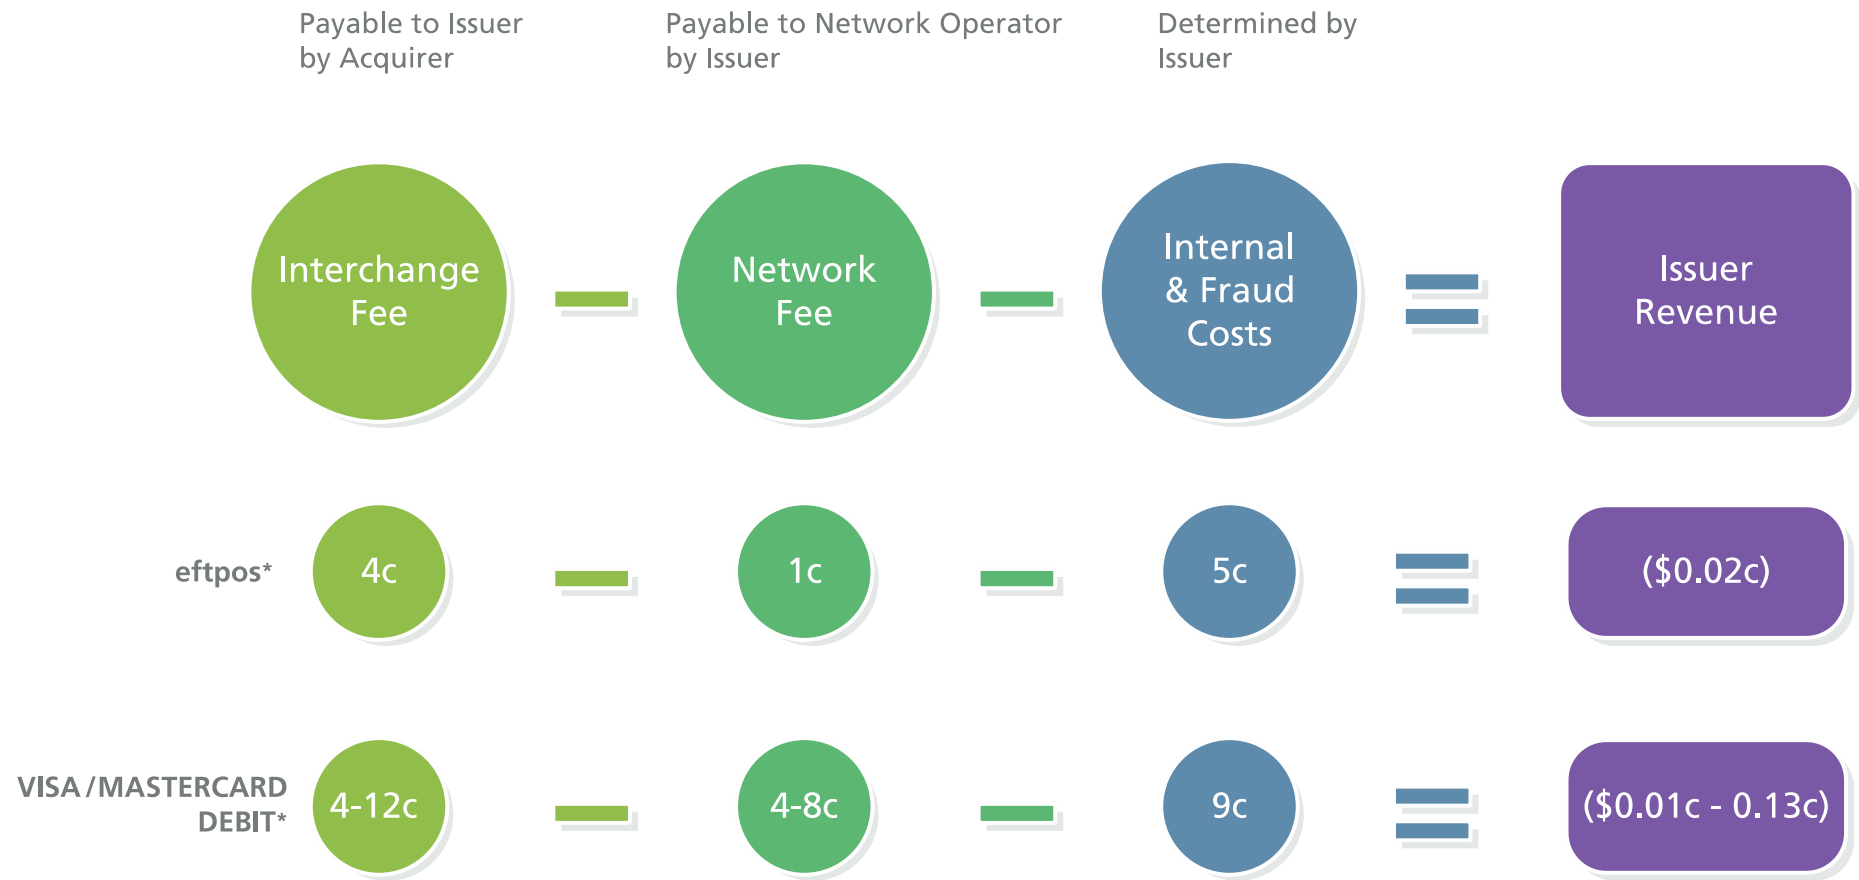 Payable to Issuer
by Acquirer
Payable to Network Operator
by Issuer
Determined by
Issuer
Interchange
Fee
Network
Fee
Internal
& Fraud
Costs
Issuer
Revenue
eftpos*
4c
1c
5c
($0.02c)
VISA/MASTERCARD
DEBIT*
4-12c
4-8c
9c
($0.01c - 0.13c)